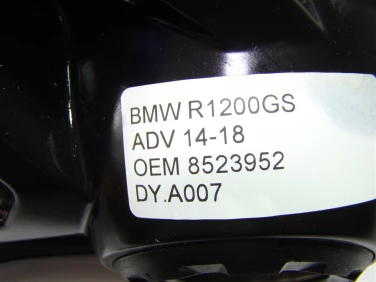 BMW R1200GS
ADV 14-18
OEM 8523952
DY.A007